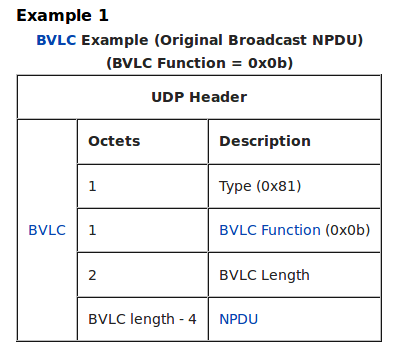 Example 1
BVLC Example (Original Broadcast NPDU)
(BVLC Function = 0x0b)
UDP Header
Octets Description
1 Type (0x81)
BVLC 1 BVLC Function (0x0b)
2 BVLC Length
BVLC length - 4 NPDU